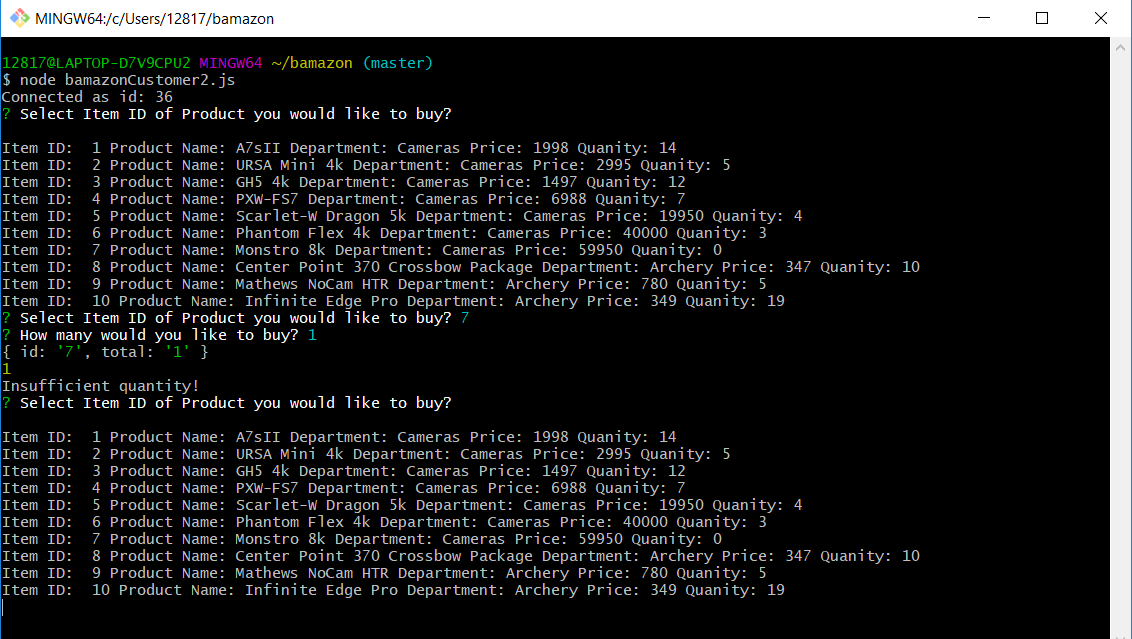 MINGW64:/c/Users/12817/bamazon
12817@LAPTOP-D7V9CPU2 MINGW64 ~/bamazon (master)
$ node bamazonCustomer2.js
Connected as id: 36
? Select Item ID of Product you would like to buy?
Item ID:  1 Product Name: A7sII Department: Cameras Price: 1998 Quanity: 14
Item ID:  2 Product Name: URSA Mini 4k Department: Cameras Price: 2995 Quanity: 5
Item ID:  3 Product Name: GH5 4k Department: Cameras Price: 1497 Quanity: 12
Item ID:  4 Product Name: PXW-FS7 Department: Cameras Price: 6988 Quanity: 7
Item ID:  5 Product Name: Scarlet-W Dragon 5k Department: Cameras Price: 19950 Quanity: 4
Item ID:  6 Product Name: Phantom Flex 4k Department: Cameras Price: 40000 Quanity: 3
Item ID:  7 Product Name: Monstro 8k Department: Cameras Price: 59950 Quanity: 0
Item ID:  8 Product Name: Center Point 370 Crossbow Package Department: Archery Price: 347 Quanity: 10
Item ID:  9 Product Name: Mathews NoCam HTR Department: Archery Price: 780 Quanity: 5
Item ID:  10 Product Name: Infinite Edge Pro Department: Archery Price: 349 Quanity: 19
? Select Item ID of Product you would like to buy? 7
? How many would you like to buy? 1
{ id: '7', total: '1' }
1
Insufficient quantity!
? Select Item ID of Product you would like to buy?
Item ID:  1 Product Name: A7sII Department: Cameras Price: 1998 Quanity: 14
Item ID:  2 Product Name: URSA Mini 4k Department: Cameras Price: 2995 Quanity: 5
Item ID:  3 Product Name: GH5 4k Department: Cameras Price: 1497 Quanity: 12
Item ID:  4 Product Name: PXW-FS7 Department: Cameras Price: 6988 Quanity: 7
Item ID:  5 Product Name: Scarlet-W Dragon 5k Department: Cameras Price: 19950 Quanity: 4
Item ID:  6 Product Name: Phantom Flex 4k Department: Cameras Price: 40000 Quanity: 3
Item ID:  7 Product Name: Monstro 8k Department: Cameras Price: 59950 Quanity: 0
Item ID:  8 Product Name: Center Point 370 Crossbow Package Department: Archery Price: 347 Quanity: 10
Item ID:  9 Product Name: Mathews NoCam HTR Department: Archery Price: 780 Quanity: 5
Item ID:  10 Product Name: Infinite Edge Pro Department: Archery Price: 349 Quanity: 19